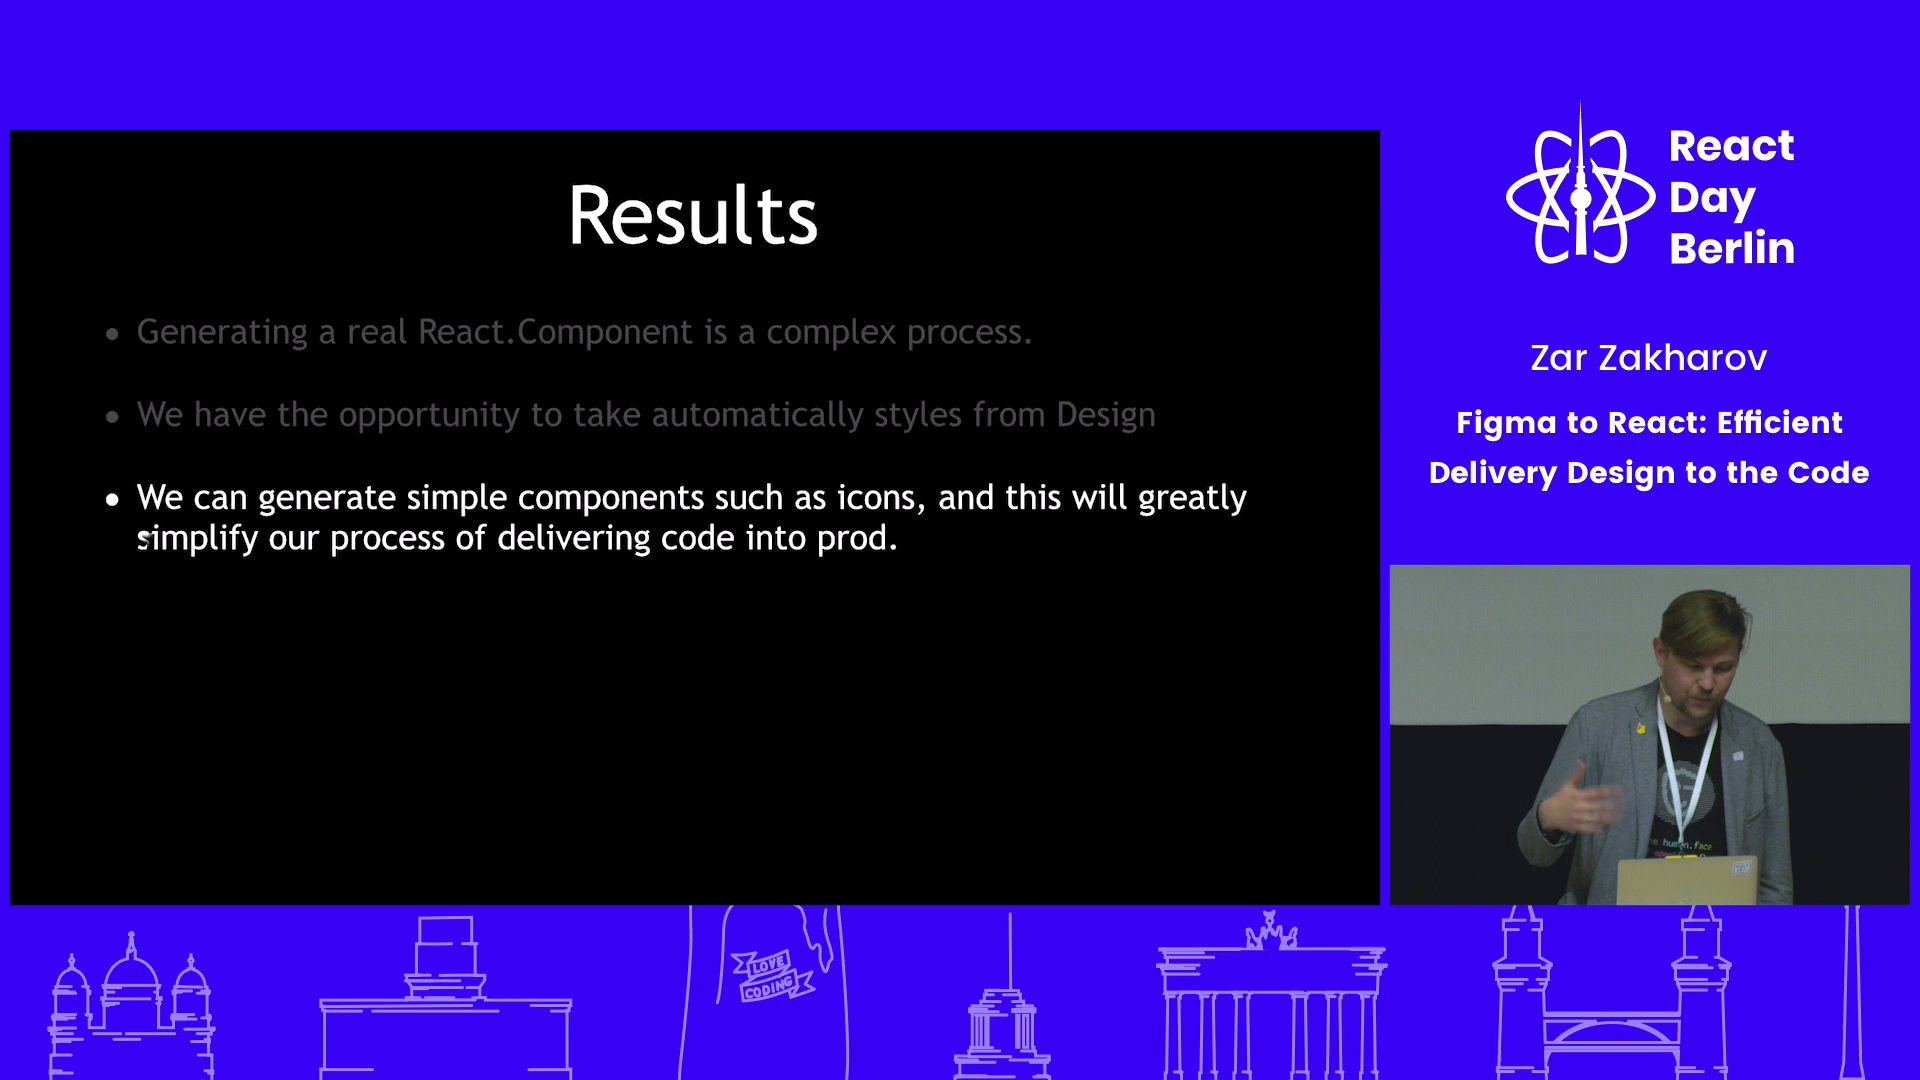 Results
• Generating a real React.Component is a complex process.
• We have the opportunity to take automatically styles from Design
• We can generate simple components such as icons, and this will greatly
simplify our process of delivering code into prod.
React
Day
Berlin
Zar Zakharov
Figma to React: Efficient
Delivery Design to the Code
human.face
LOVE
CODING